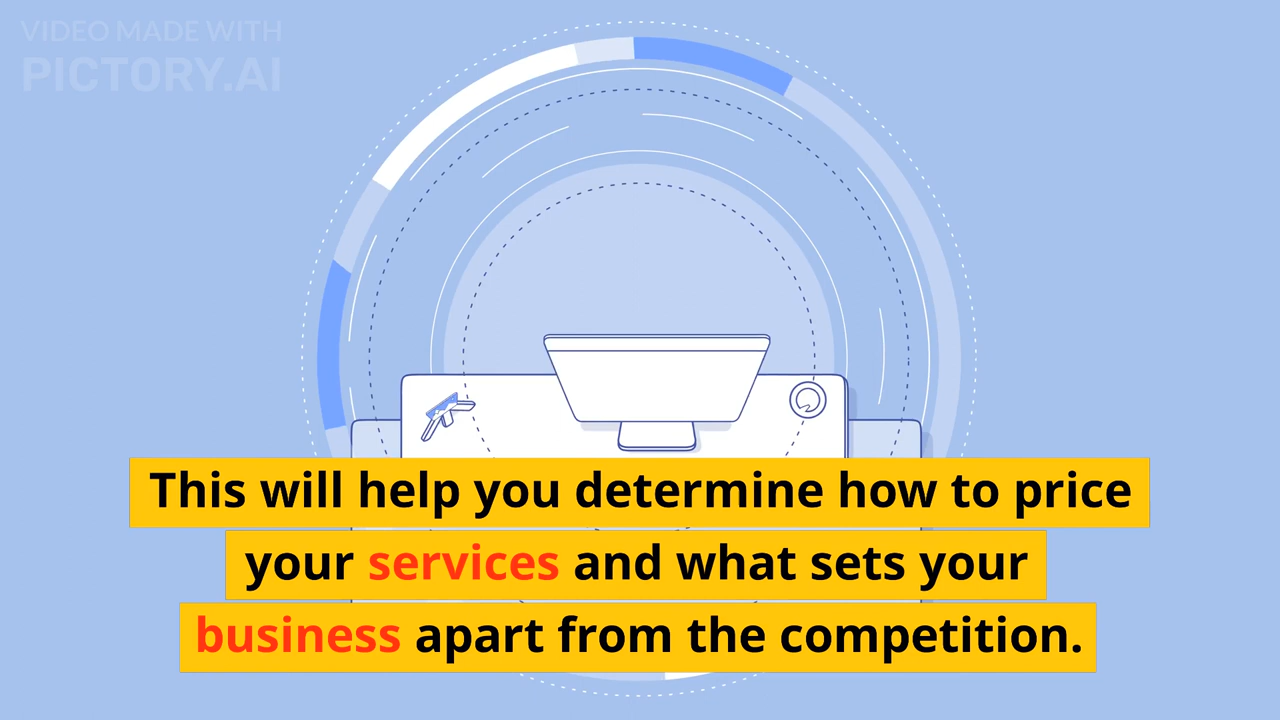 VIDEO MADE WITH
PICTORY.AI
This will help you determine how to price
your services and what sets your
business apart from the competition.